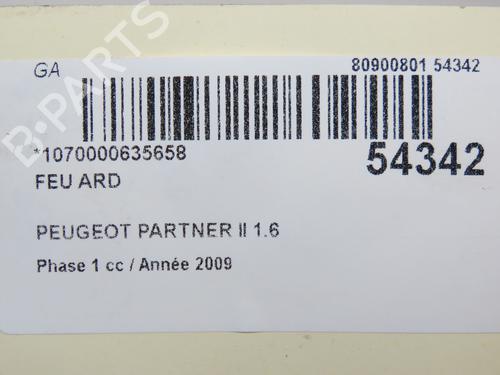 GA
80900801 54342
*1070000635658
54342
FEU ARD
PEUGEOT PARTNER II 1.6
Phase 1 cc / Année 2009
B-PARTS